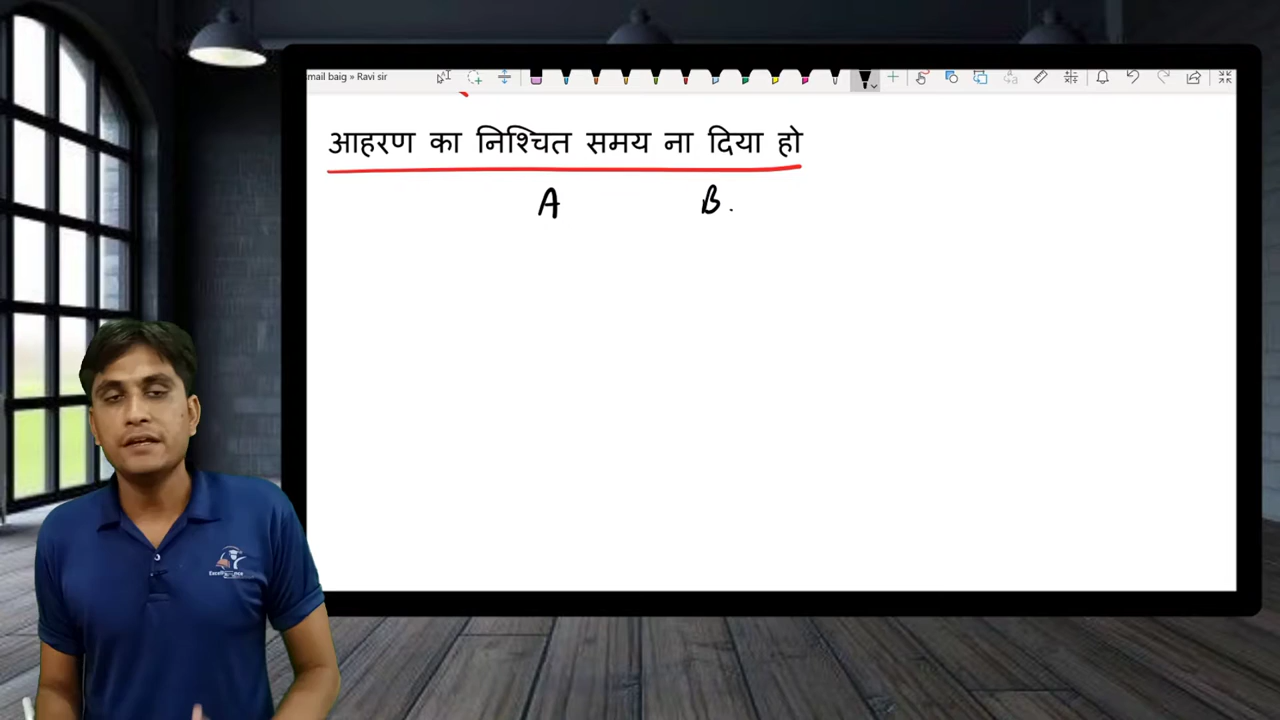 mail baig » Ravi sir
आहरण का निश्चित समय ना दिया हो
A B.